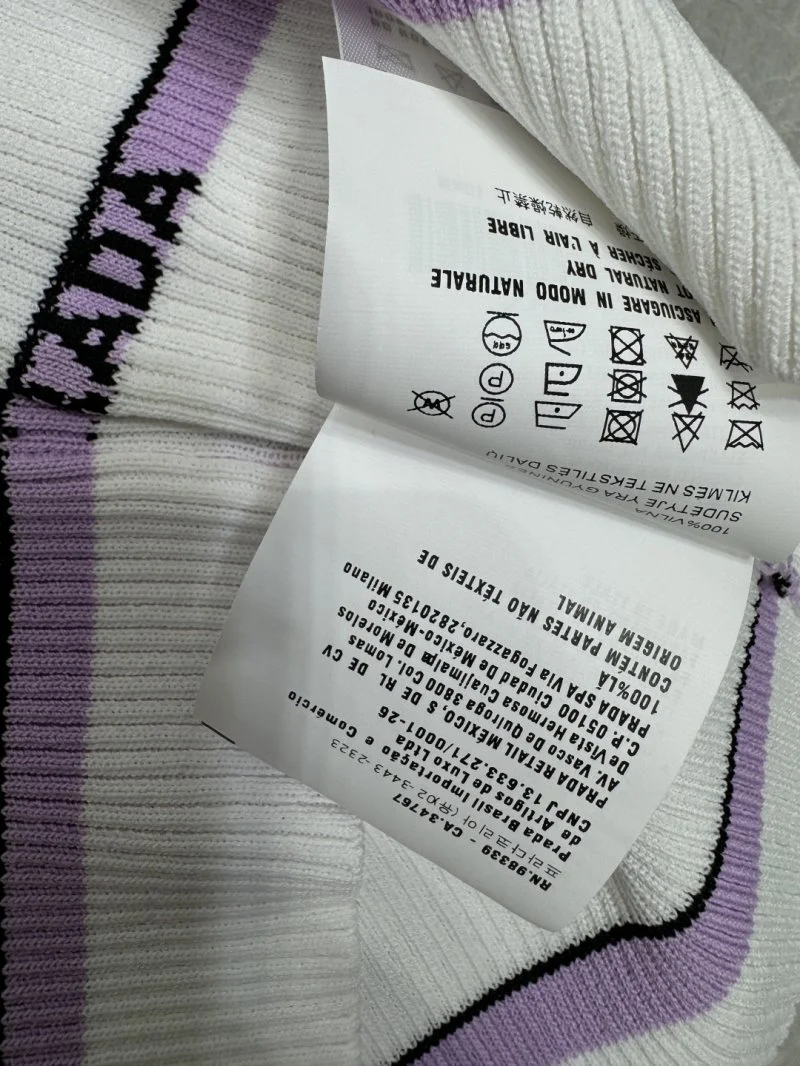 RN.98339 - CA.34767
프라다코리아 (유)02-3443-2323
Prada Brasil Importação e Comércio
de Artigos de Luxo Ltda
CNPJ 13.633.271/0001-26
PRADA RETAIL MÉXICO, S DE RL DE CV
AV. Vasco De Quiroga 3800 Col. Lomas
De Vista Hermosa Cuajimalpa De Morelos
C.P. 05100 Ciudad De México-México
PRADA SPA Via Fogazzaro,2820135 Milano
100%LÃ
CONTÉM PARTES NÃO TÊXTEIS DE
ORIGEM ANIMAL
100%VILNA
SUDĖTYJE YRA GYVŪNINĖS
KILMĖS NE TEKSTILĖS DALIŲ
P W
P
ASCIUGARE IN MODO NATURALE
NATURAL DRY
SÉCHER À L'AIR LIBRE
自然乾燥禁止
ADA